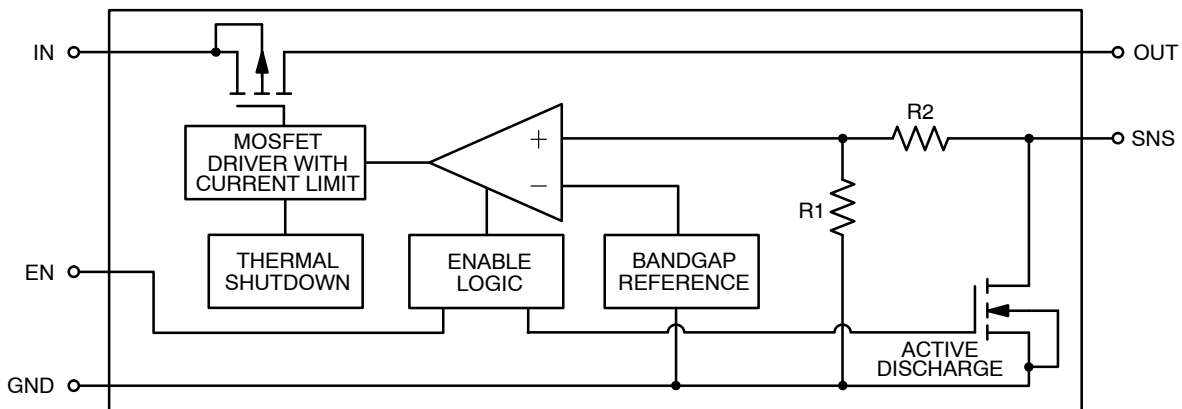 IN
OUT
R2
SNS
MOSFET
DRIVER WITH
CURRENT LIMIT
+
−
R1
THERMAL
SHUTDOWN
ENABLE
LOGIC
BANDGAP
REFERENCE
EN
ACTIVE
DISCHARGE
GND